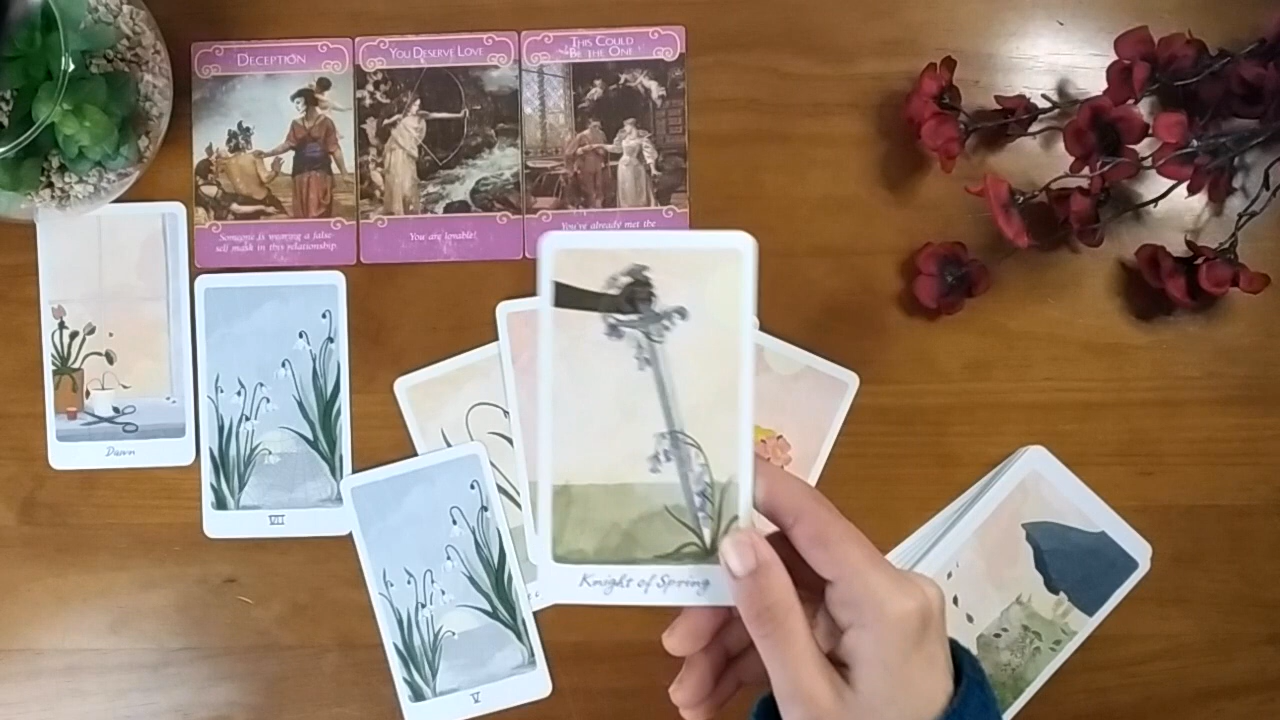 DECEPTION
Someone is wearing a false-
self mask in this relationship.
YOU DESERVE LOVE
You are lovable!
THIS COULD
BE THE ONE!
You've already met the
Dawn
VII
V
Knight of Spring